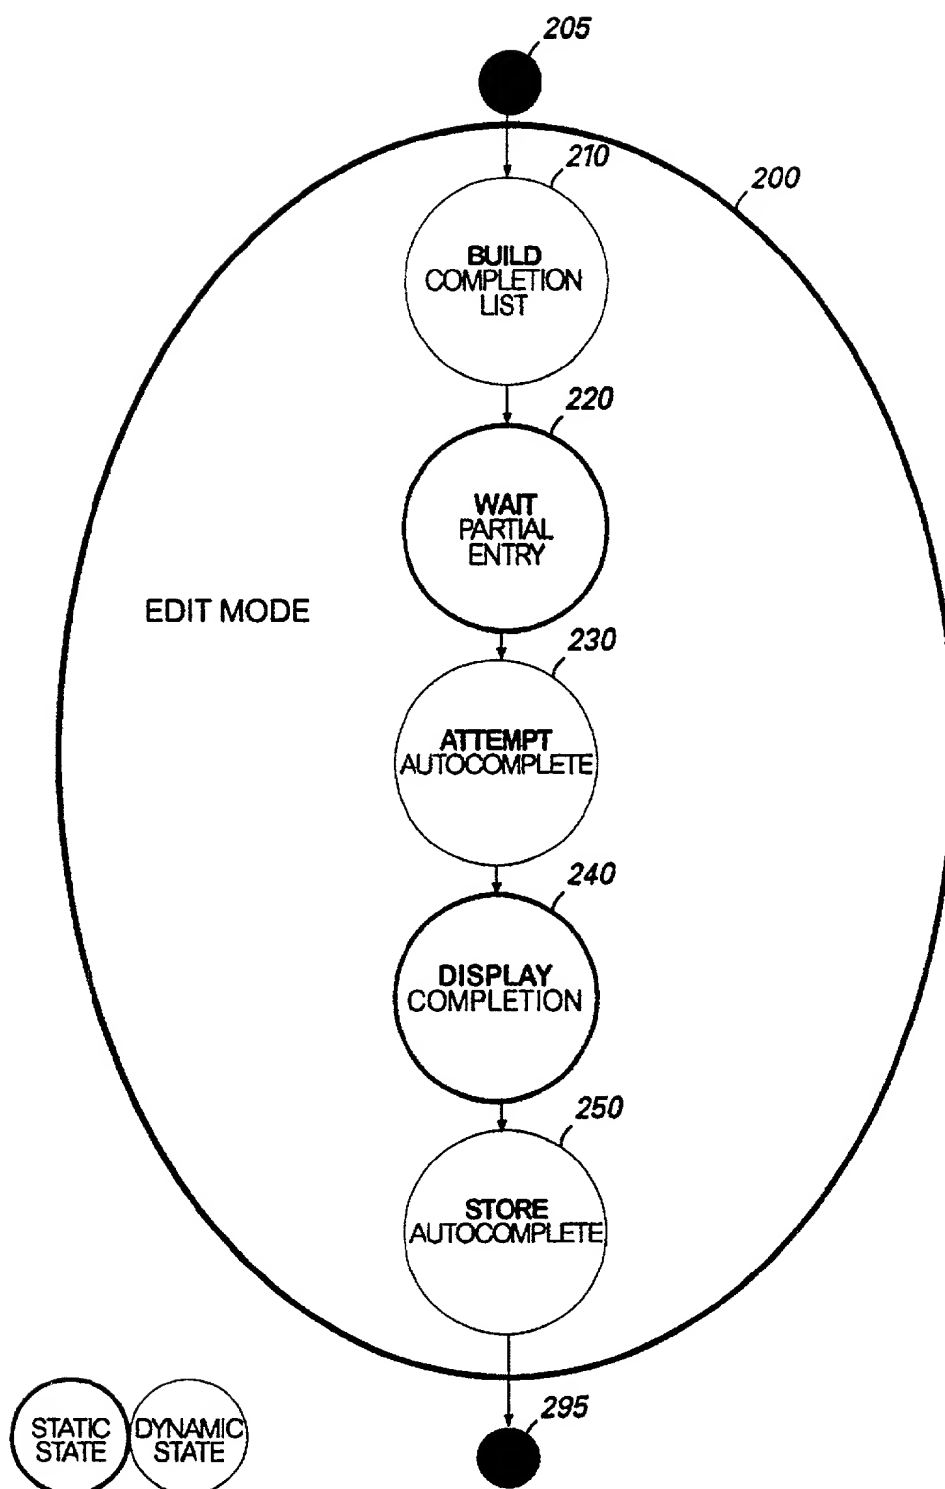 205
210
200
BUILD
COMPLETION
LIST
220
WAIT
PARTIAL
ENTRY
EDIT MODE
230
ATTEMPT
AUTOCOMPLETE
240
DISPLAY
COMPLETION
250
STORE
AUTOCOMPLETE
295
STATIC
STATE
DYNAMIC
STATE